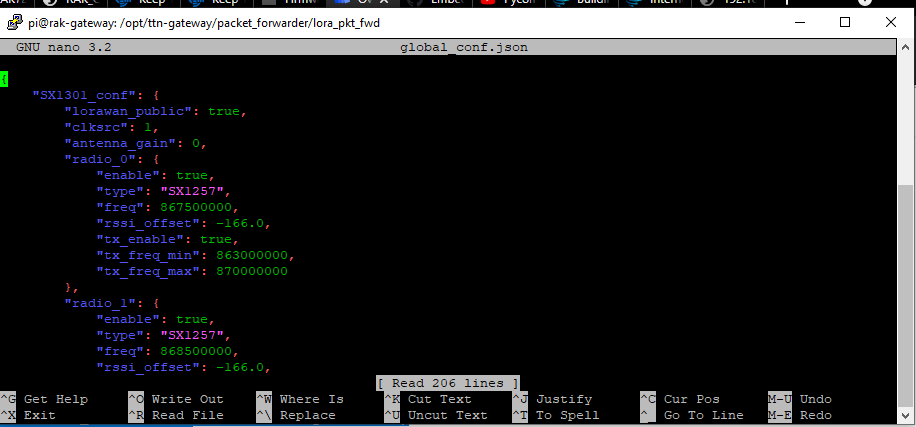 pi@rak-gateway: /opt/ttn-gateway/packet_forwarder/lora_pkt_fwd
GNU nano 3.2 global_conf.json
{
"SX1301_conf": {
"lorawan_public": true,
"clksrc": 1,
"antenna_gain": 0,
"radio_0": {
"enable": true,
"type": "SX1257",
"freq": 867500000,
"rssi_offset": -166.0,
"tx_enable": true,
"tx_freq_min": 863000000,
"tx_freq_max": 870000000
},
"radio_1": {
"enable": true,
"type": "SX1257",
"freq": 868500000,
"rssi_offset": -166.0,
[ Read 206 lines ]
^G Get Help ^O Write Out ^W Where Is ^K Cut Text ^J Justify ^C Cur Pos M-U Undo
^X Exit ^R Read File ^\ Replace ^U Uncut Text ^T To Spell ^_ Go To Line M-E Redo